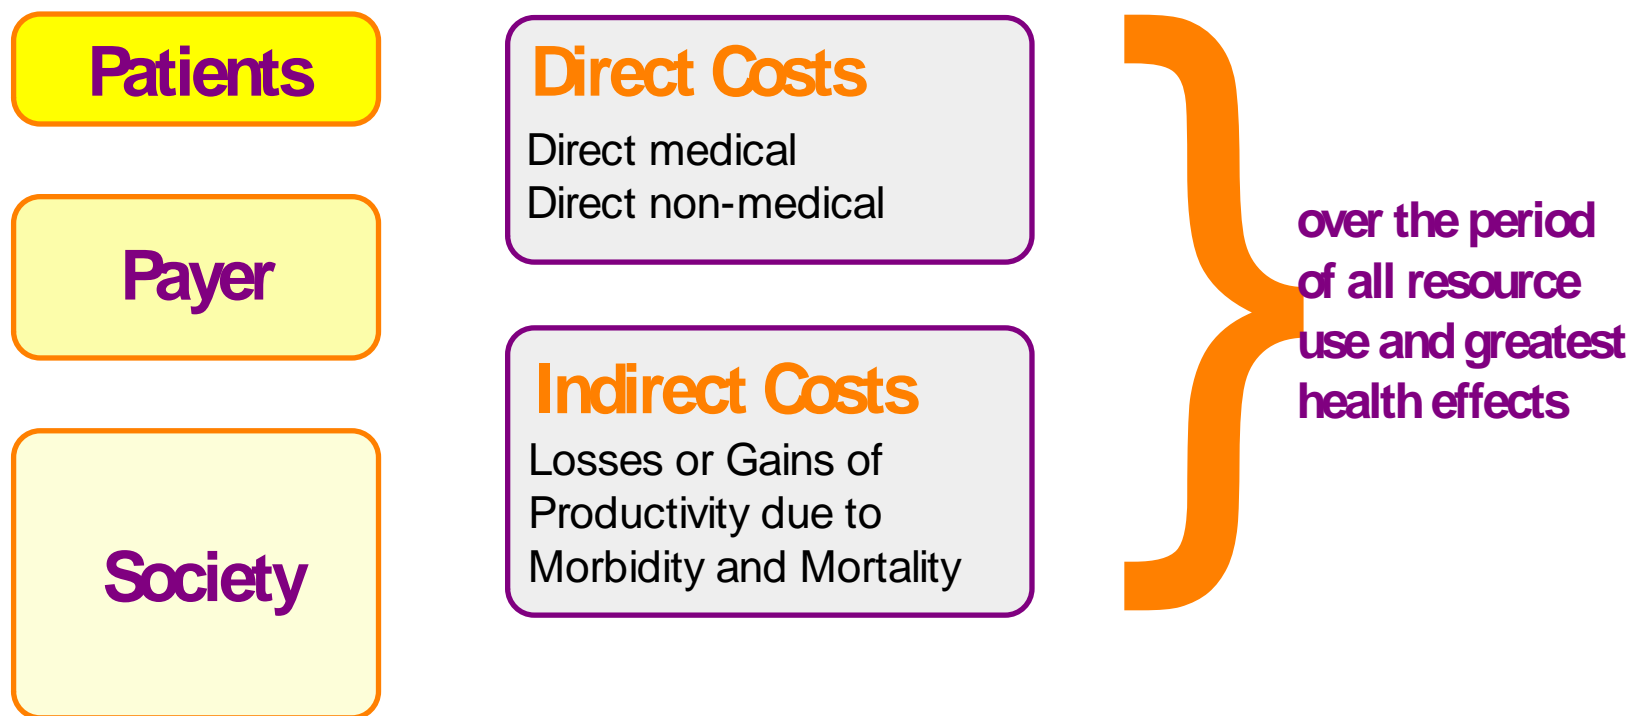 Patients
Payer
Society
Direct Costs
Direct medical
Direct non-medical
Indirect Costs
Losses or Gains of
Productivity due to
Morbidity and Mortality
over the period
of all resource
use and greatest
health effects